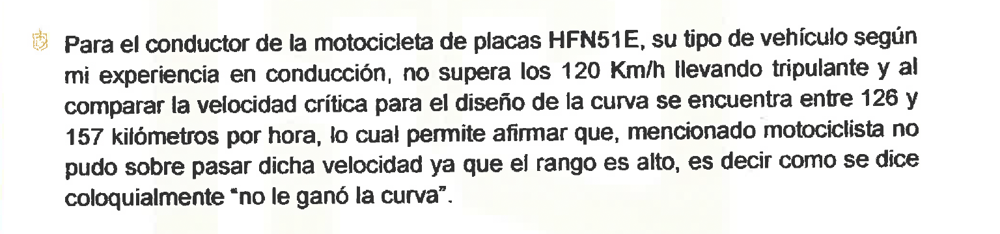 Para el conductor de la motocicleta de placas HFN51E, su tipo de vehículo según
mi experiencia en conducción, no supera los 120 Km/h llevando tripulante y al
comparar la velocidad crítica para el diseño de la curva se encuentra entre 126 y
157 kilómetros por hora, lo cual permite afirmar que, mencionado motociclista no
pudo sobre pasar dicha velocidad ya que el rango es alto, es decir como se dice
coloquialmente “no le ganó la curva”.